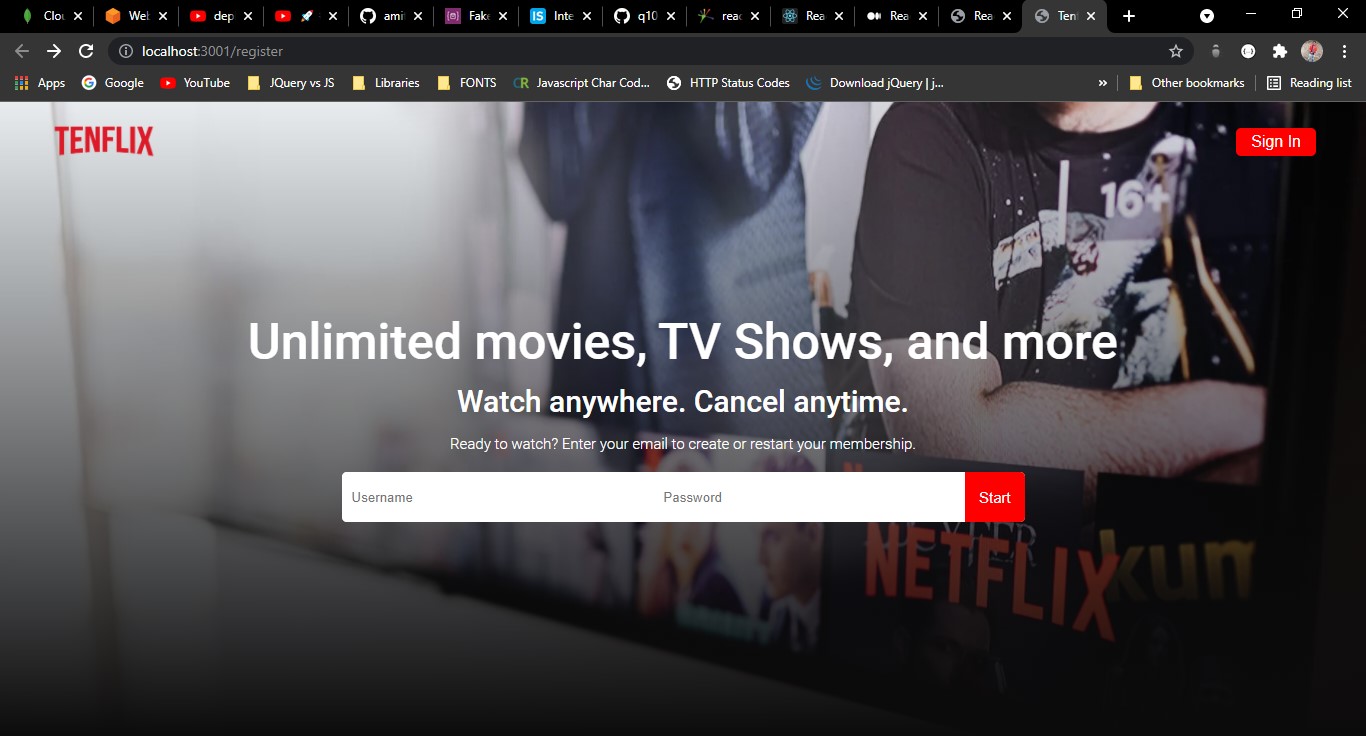 Clou
Web
dep
ami
Fake
Inte
q10
reac
Rea
Rea
Rea
Ten
localhost:3001/register
Apps
Google
YouTube
JQuery vs JS
Libraries
FONTS
CR
Javascript Char Cod...
HTTP Status Codes
Download jQuery | j...
»
Other bookmarks
Reading list
TENFLIX
Sign In
16+
Unlimited movies, TV Shows, and more
Watch anywhere. Cancel anytime.
Ready to watch? Enter your email to create or restart your membership.
Username
Password
Start
NETFLIX
kum